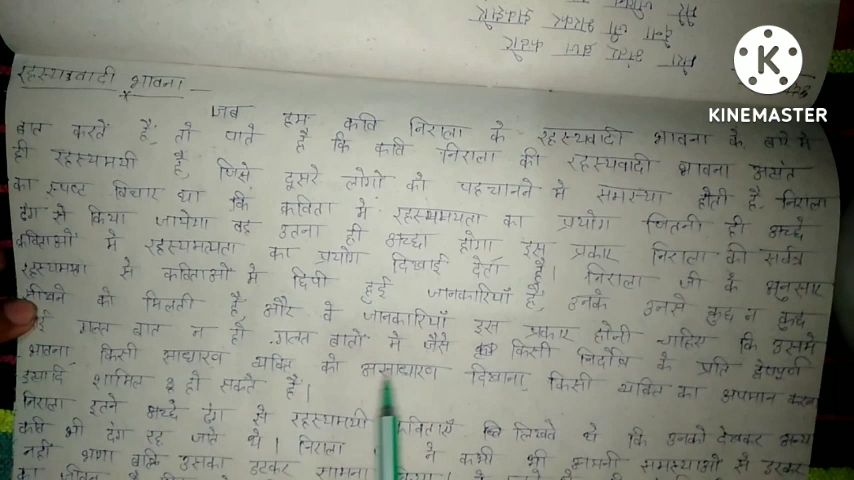 KINEMASTER
रहस्यवादी भावना -
जब हम कवि निराला के रहस्यवादी भावना के बारे मे
बात करते है, तो पाते है कि कवि निराला की रहस्यवादी भावना अत्यंत
ही रहस्यमयी है, जिसे दूसरे लोगो को पहचानने मे समस्या होती है, निराला
का स्पष्ट विचार था कि कविता मे रहस्यमयता का प्रयोग जितनी ही अच्छे
ढंग से किया जायेगा वह उतना ही अच्छा होगा इस प्रकार निराला की सर्वत्र
कविताओं मे रहस्यमयता का प्रयोग दिखाई देता है। निराला जी के अनुसार
रहस्यमयी से कविताओ मे छिपी हुई जानकारियाँ है, उनके उनसे कुछ न कुछ
सीखने को मिलती है, और वे जानकारियाँ इस प्रकार होनी चाहिए कि उसमे
गलत बात न हो गलत बातो मे जैसे किसी निर्दोष के प्रति द्वेषपूर्ण
भावना, किसी साधारण व्यक्ति को असाधारण दिखाना, किसी व्यक्ति का अपमान करना
इत्यादि शामिल हो सकते है।
निराला इतने अच्छे ढंग से रहस्यमयी कविताएँ लिखते थे कि उनको देखकर अन्य
कवि भी दंग रह जाते थे। निराला ने कभी भी अपनी समस्याओ से डरकर
नहीं भागा बल्कि उसका डटकर सामना किया।
का जीवन